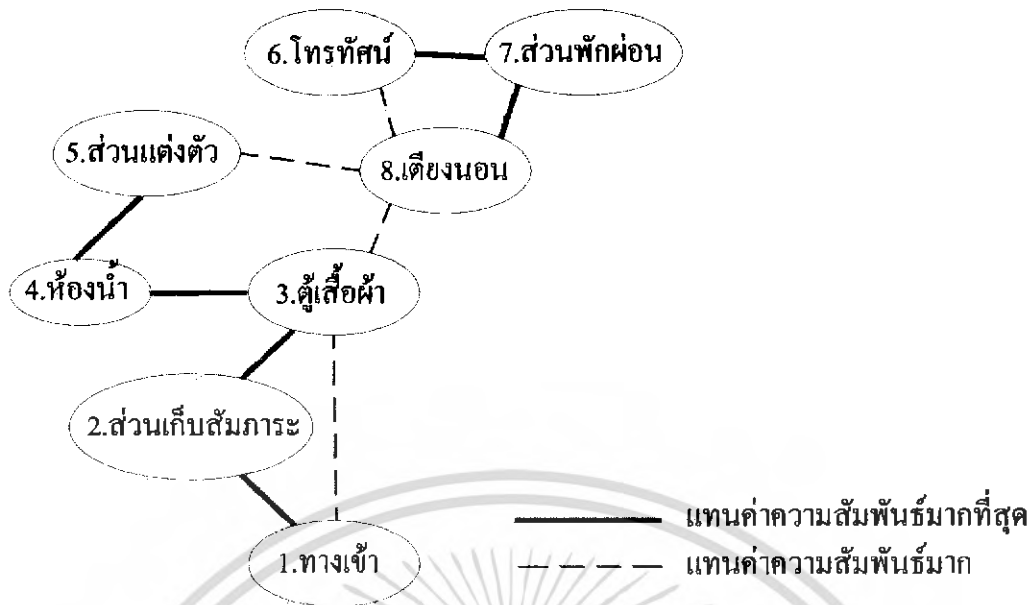 6.โทรทัศน์
7.ส่วนพักผ่อน
5.ส่วนแต่งตัว
8.เตียงนอน
4.ห้องน้ำ
3.ตู้เสื้อผ้า
2.ส่วนเก็บสัมภาระ
1.ทางเข้า
แทนค่าความสัมพันธ์มากที่สุด
แทนค่าความสัมพันธ์มาก